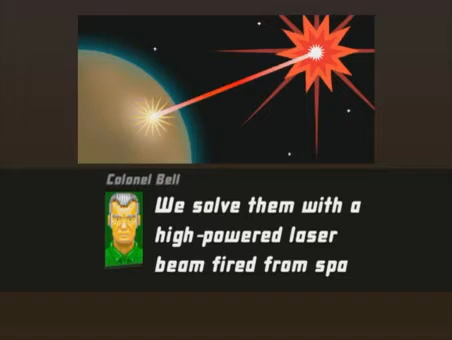 Colonel Bell
We solve them with a
high-powered laser
beam fired from spa